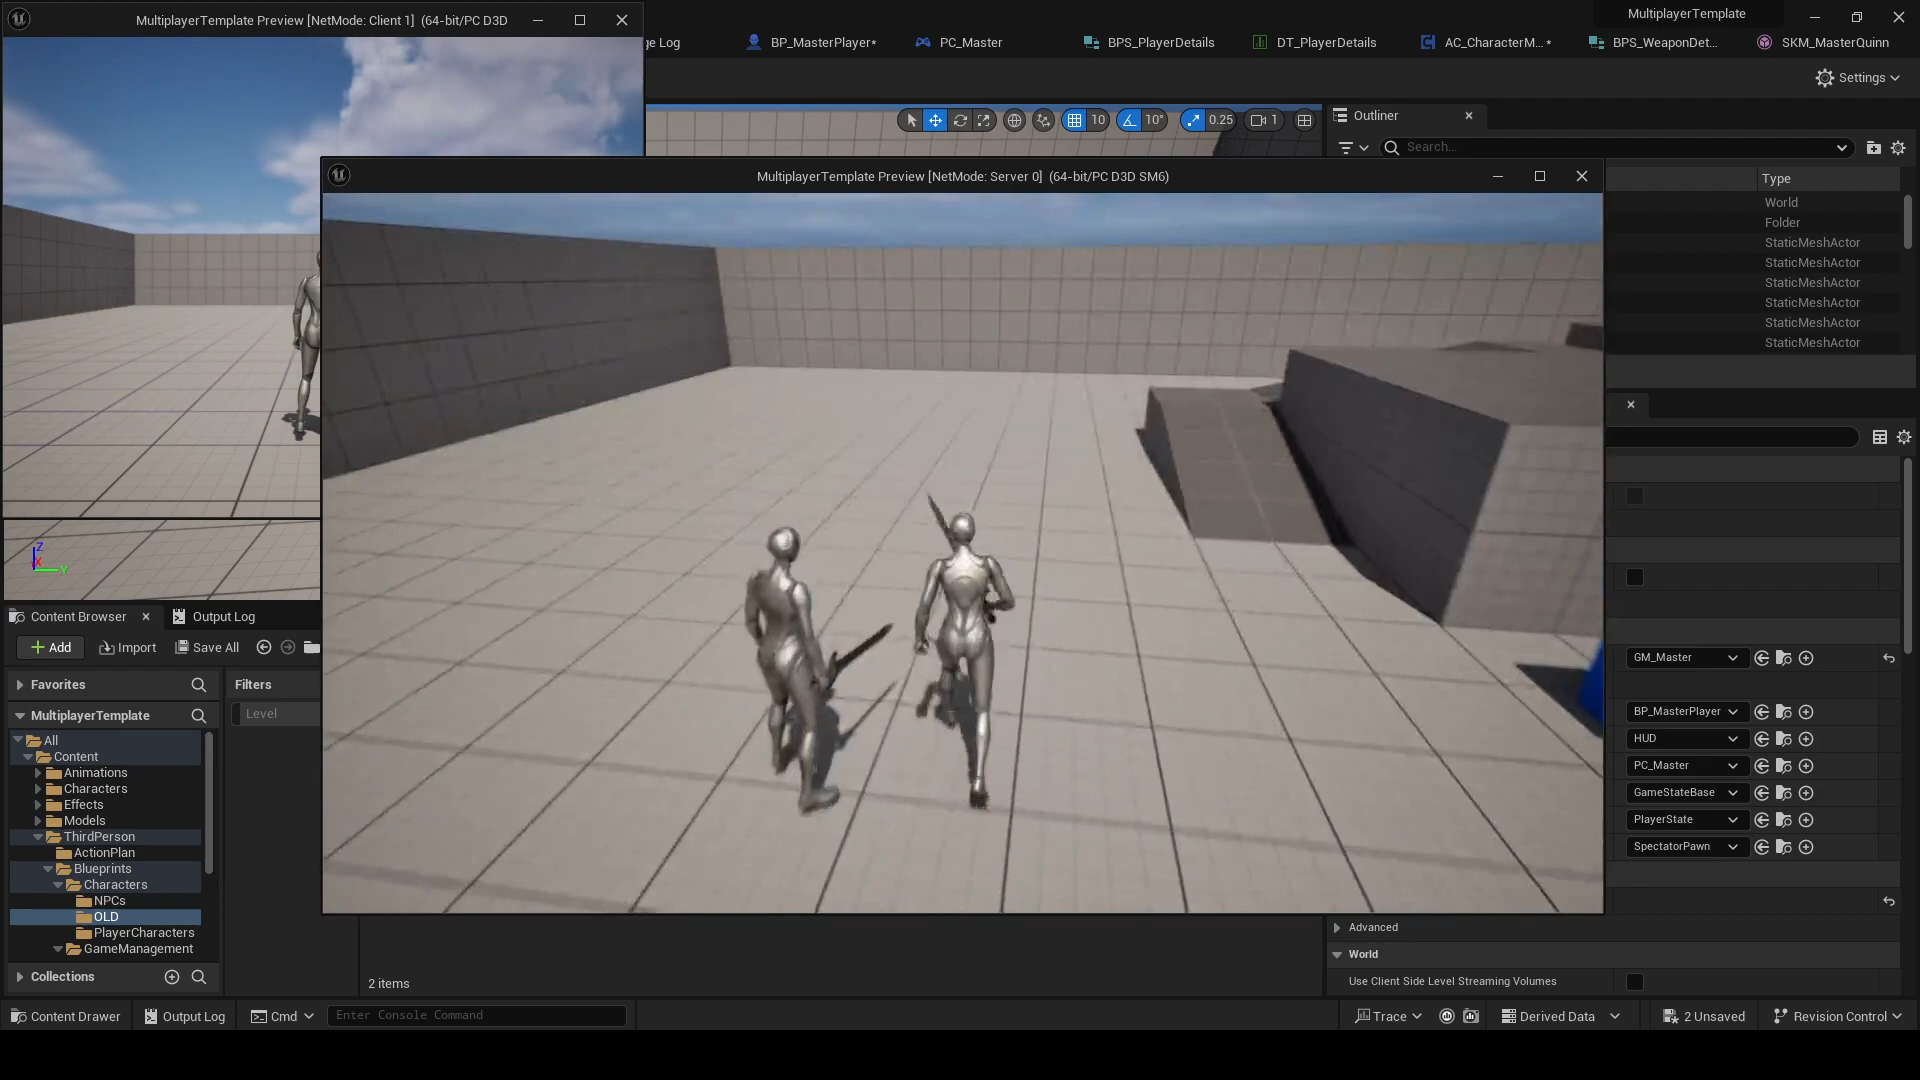 MultiplayerTemplate Preview [NetMode: Client 1] (64-bit/PC D3D
MultiplayerTemplate
ge Log
BP_MasterPlayer*
PC_Master
BPS_PlayerDetails
DT_PlayerDetails
AC_CharacterM... *
BPS_WeaponDet...
SKM_MasterQuinn
Settings
10
10°
0.25
1
Outliner
Search...
MultiplayerTemplate Preview [NetMode: Server 0] (64-bit/PC D3D SM6)
Type
World
Folder
StaticMeshActor
StaticMeshActor
StaticMeshActor
StaticMeshActor
StaticMeshActor
StaticMeshActor
Z
X
Y
Content Browser
Output Log
Add
Import
Save All
Favorites
Filters
Level
MultiplayerTemplate
All
Content
Animations
Characters
Effects
Models
ThirdPerson
ActionPlan
Blueprints
Characters
NPCs
OLD
PlayerCharacters
GameManagement
Collections
2 items
GM_Master
BP_MasterPlayer
HUD
PC_Master
GameStateBase
PlayerState
SpectatorPawn
Advanced
World
Use Client Side Level Streaming Volumes
Content Drawer
Output Log
Cmd
Enter Console Command
Trace
Derived Data
2 Unsaved
Revision Control